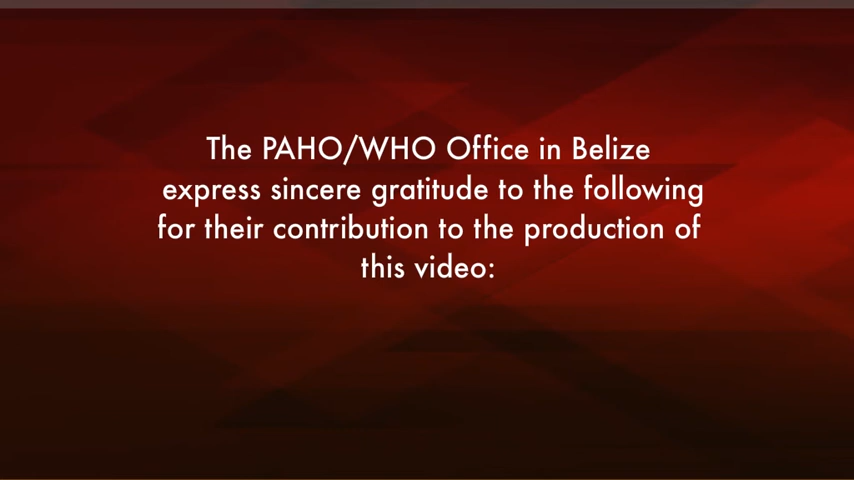 The PAHO/WHO Office in Belize
express sincere gratitude to the following
for their contribution to the production of
this video: